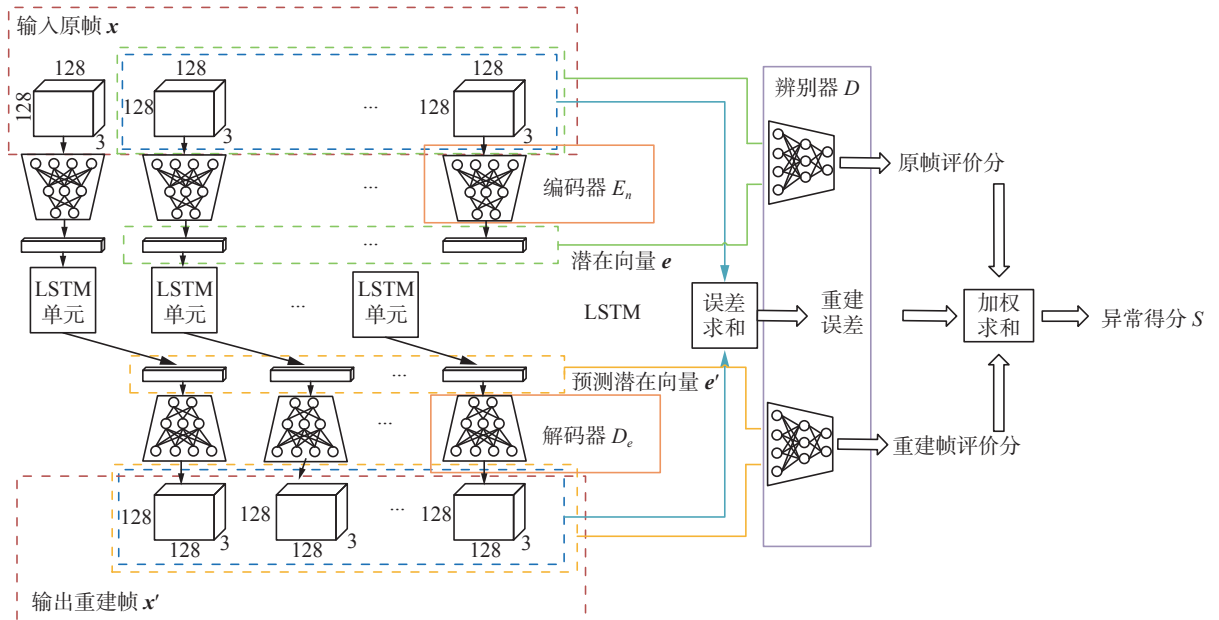 输入原帧 x
128
128
128
128
128
128
3
3
3
...
辨别器 D
编码器 Eₙ
...
原帧评价分
...
潜在向量 e
LSTM
单元
LSTM
单元
...
LSTM
单元
LSTM
误差
求和
重建
误差
加权
求和
异常得分 S
...
预测潜在向量 e′
解码器 Dₑ
...
重建帧评价分
128
128
...
128
128
3
128
3
128
3
输出重建帧 x′